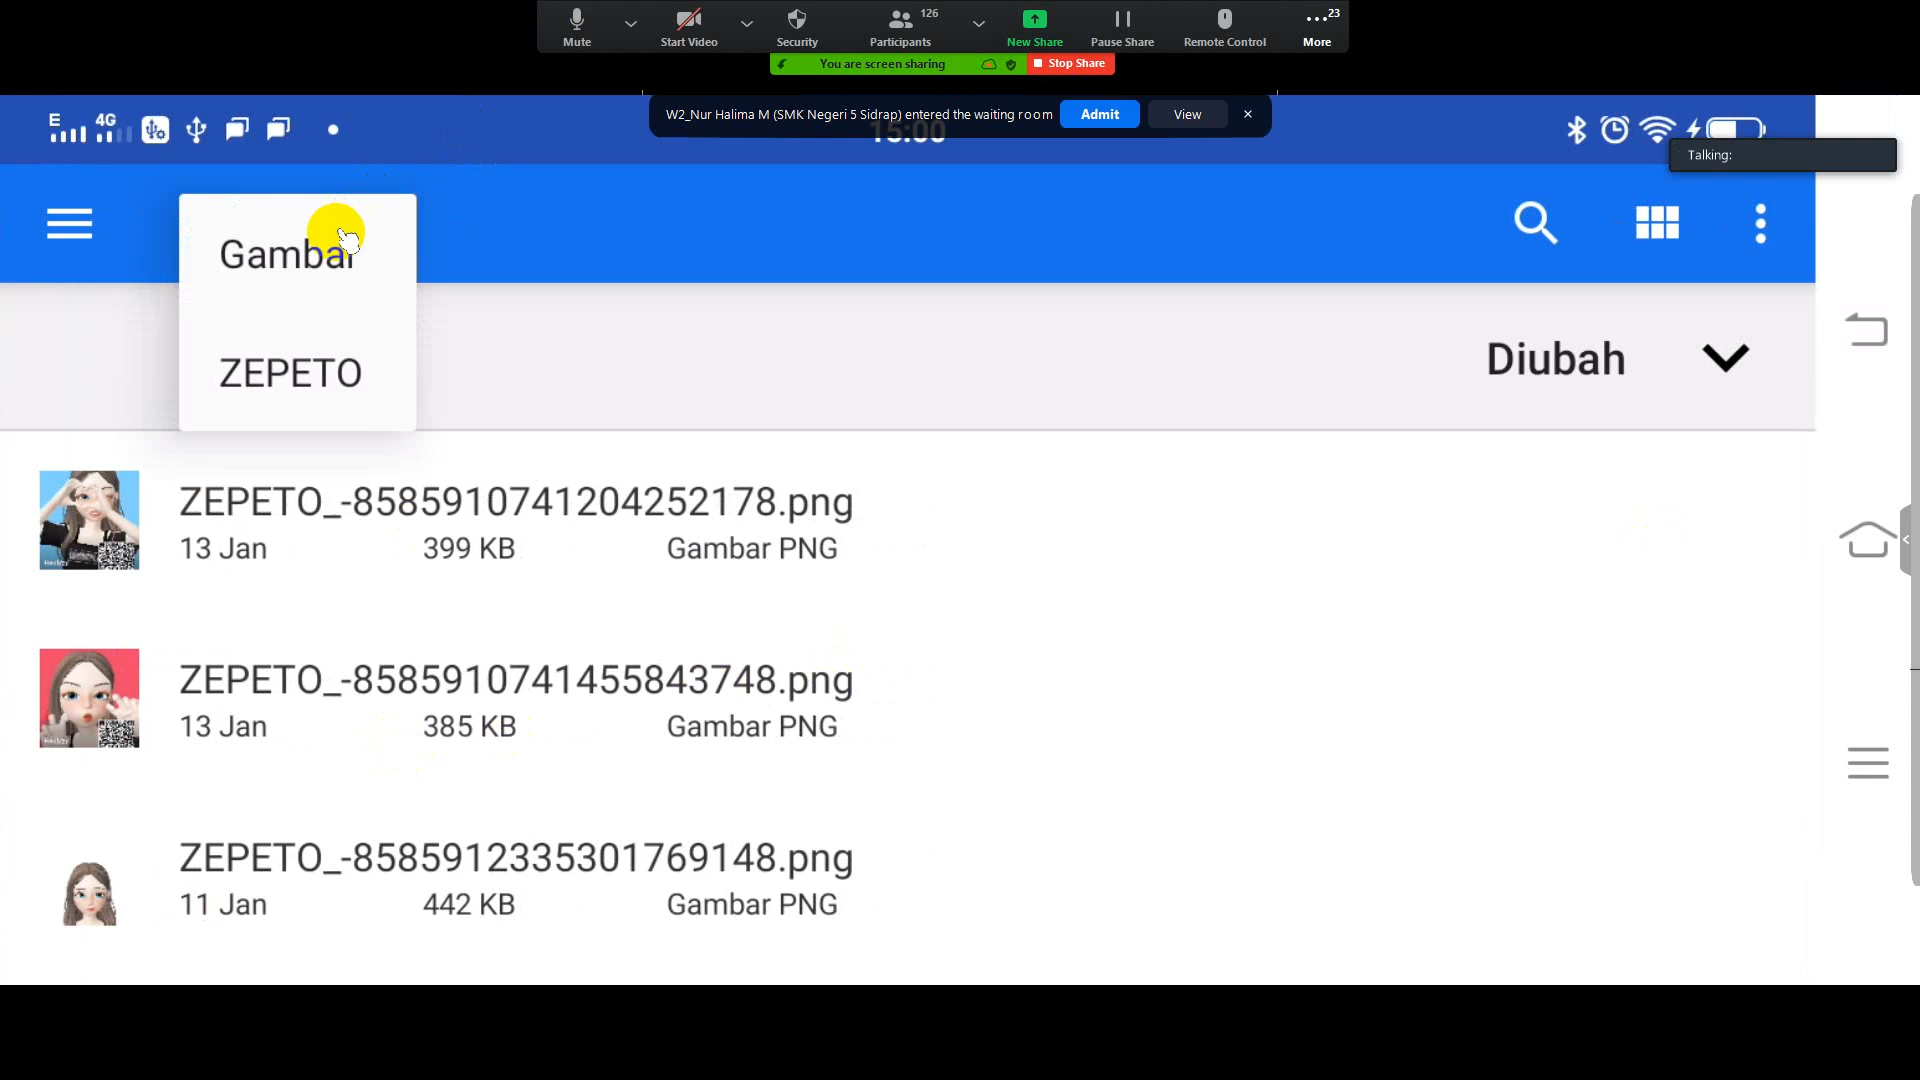 126
23
Mute
Start Video
Security
Participants
New Share
Pause Share
Remote Control
More
You are screen sharing
Stop Share
W2_Nur Halima M (SMK Negeri 5 Sidrap) entered the waiting room
Admit
View
E
4G
15:00
Talking:
Gambar
ZEPETO
Diubah
ZEPETO_-8585910741204252178.png
13 Jan 399 KB Gambar PNG
ZEPETO_-8585910741455843748.png
13 Jan 385 KB Gambar PNG
ZEPETO_-8585912335301769148.png
11 Jan 442 KB Gambar PNG